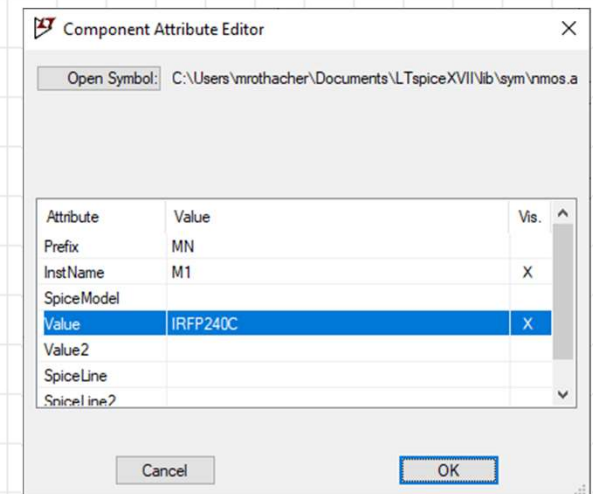 Component Attribute Editor
Open Symbol: C:\Users\mrothacher\Documents\LTspiceXVII\lib\sym\nmos.a
Attribute Value Vis.
Prefix MN
InstName M1 X
SpiceModel
Value IRFP240C X
Value2
SpiceLine
SpiceLine2
Cancel OK